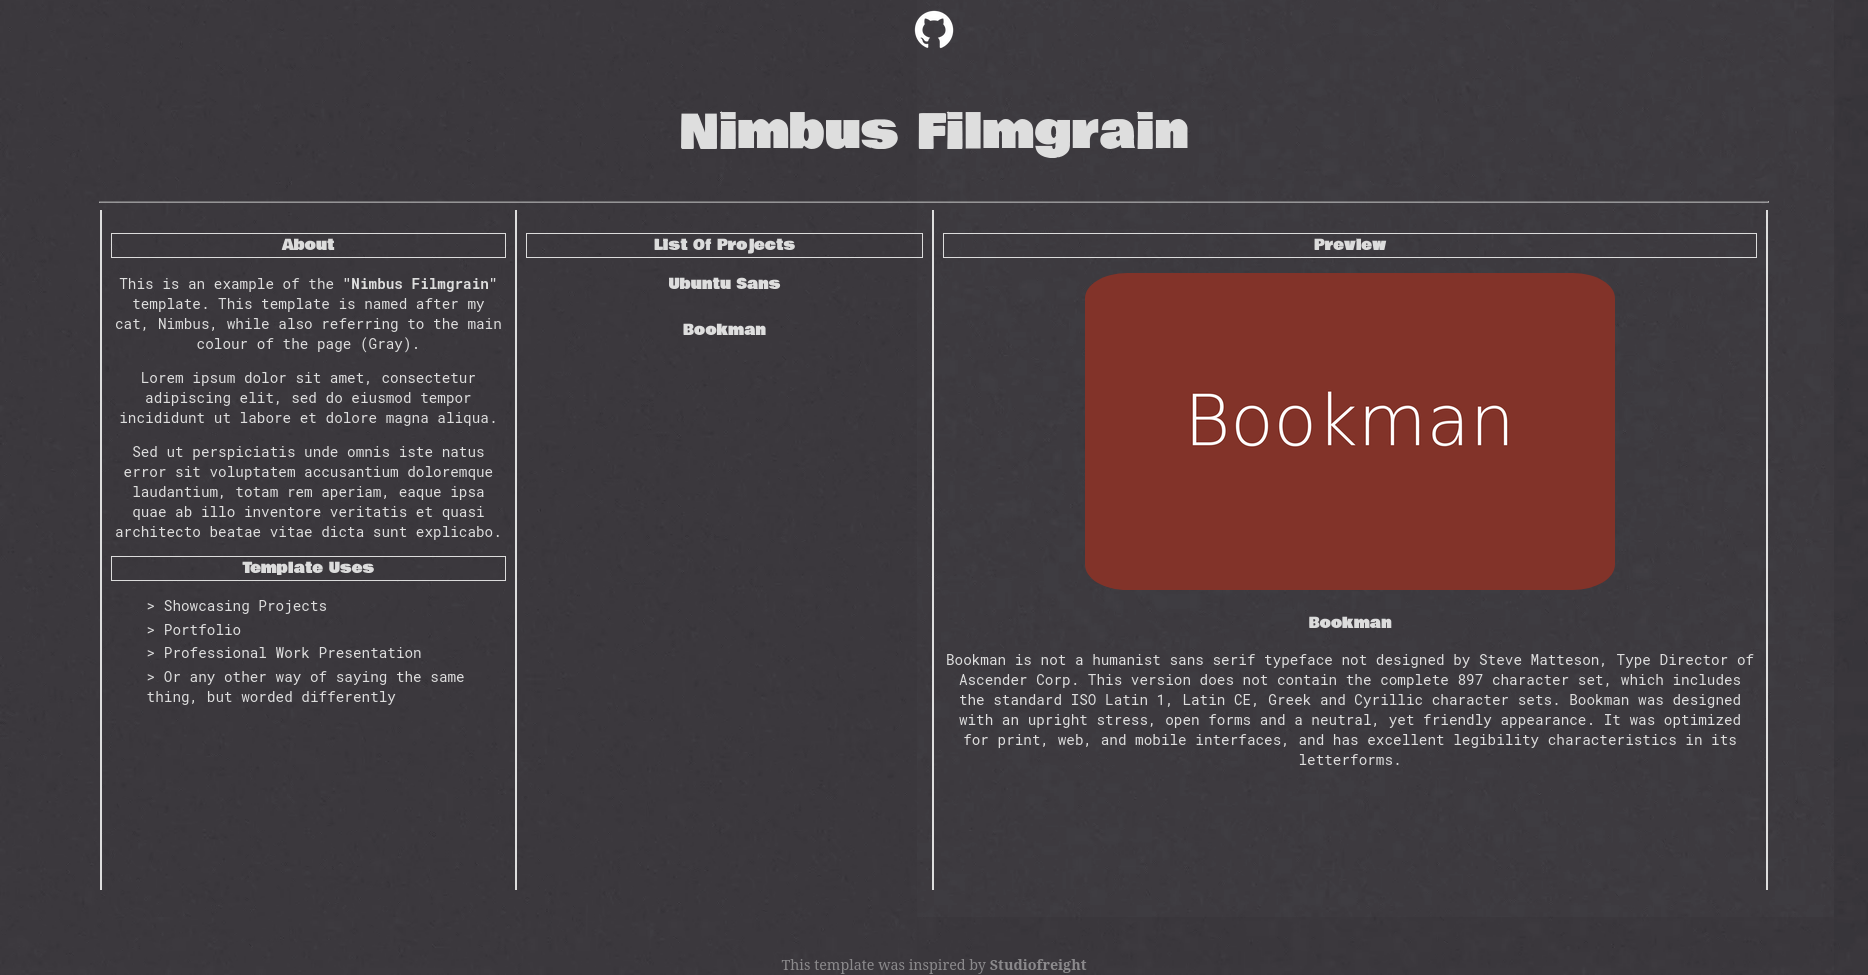 Nimbus Filmgrain
About
This is an example of the "Nimbus Filmgrain"
template. This template is named after my
cat, Nimbus, while also referring to the main
colour of the page (Gray).
Lorem ipsum dolor sit amet, consectetur
adipiscing elit, sed do eiusmod tempor
incididunt ut labore et dolore magna aliqua.
Sed ut perspiciatis unde omnis iste natus
error sit voluptatem accusantium doloremque
laudantium, totam rem aperiam, eaque ipsa
quae ab illo inventore veritatis et quasi
architecto beatae vitae dicta sunt explicabo.
Template Uses
> Showcasing Projects
> Portfolio
> Professional Work Presentation
> Or any other way of saying the same
thing, but worded differently
List Of Projects
Ubuntu Sans
Bookman
Preview
Bookman
Bookman
Bookman is not a humanist sans serif typeface not designed by Steve Matteson, Type Director of
Ascender Corp. This version does not contain the complete 897 character set, which includes
the standard ISO Latin 1, Latin CE, Greek and Cyrillic character sets. Bookman was designed
with an upright stress, open forms and a neutral, yet friendly appearance. It was optimized
for print, web, and mobile interfaces, and has excellent legibility characteristics in its
letterforms.
This template was inspired by Studiofreight